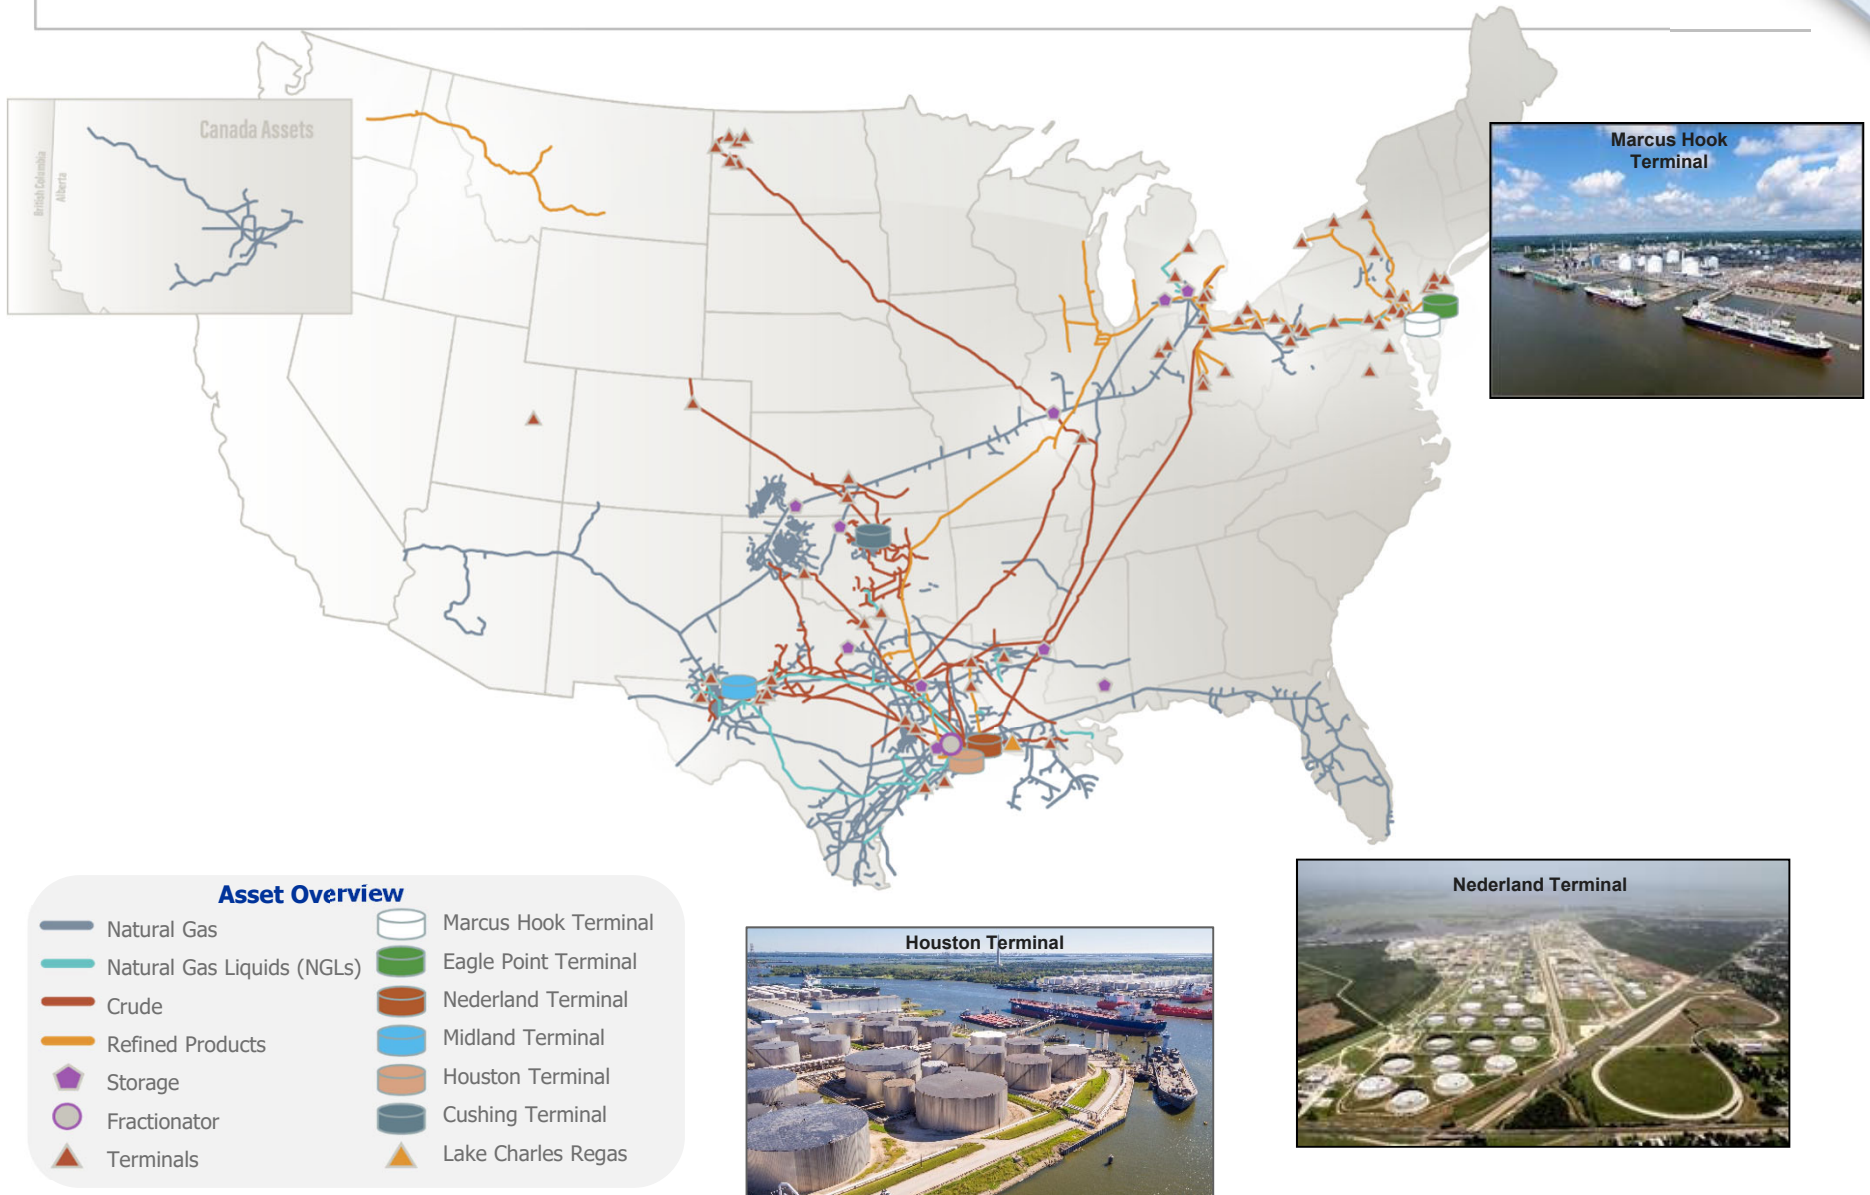 Canada Assets
British Columbia
Alberta
Marcus Hook
Terminal
Asset Overview
Natural Gas
Natural Gas Liquids (NGLs)
Crude
Refined Products
Storage
Fractionator
Terminals
Marcus Hook Terminal
Eagle Point Terminal
Nederland Terminal
Midland Terminal
Houston Terminal
Cushing Terminal
Lake Charles Regas
Houston Terminal
Nederland Terminal